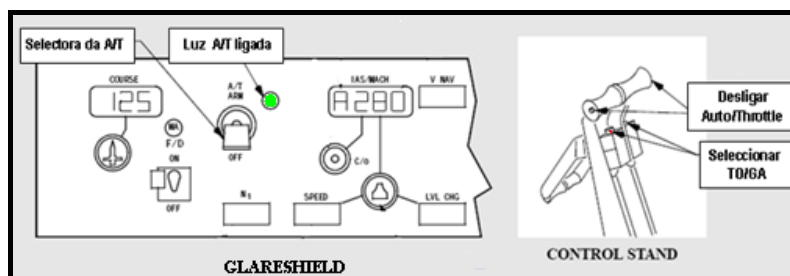 Selectora da A/T
Luz A/T ligada
COURSE
125
A/T
ARM
OFF
MA
F/D
ON
OFF
IAS/MACH
A280
V NAV
C/O
N1
SPEED
LVL CHG
Desligar
Auto/Throttle
Seleccionar
TO/GA
GLARESHIELD
CONTROL STAND